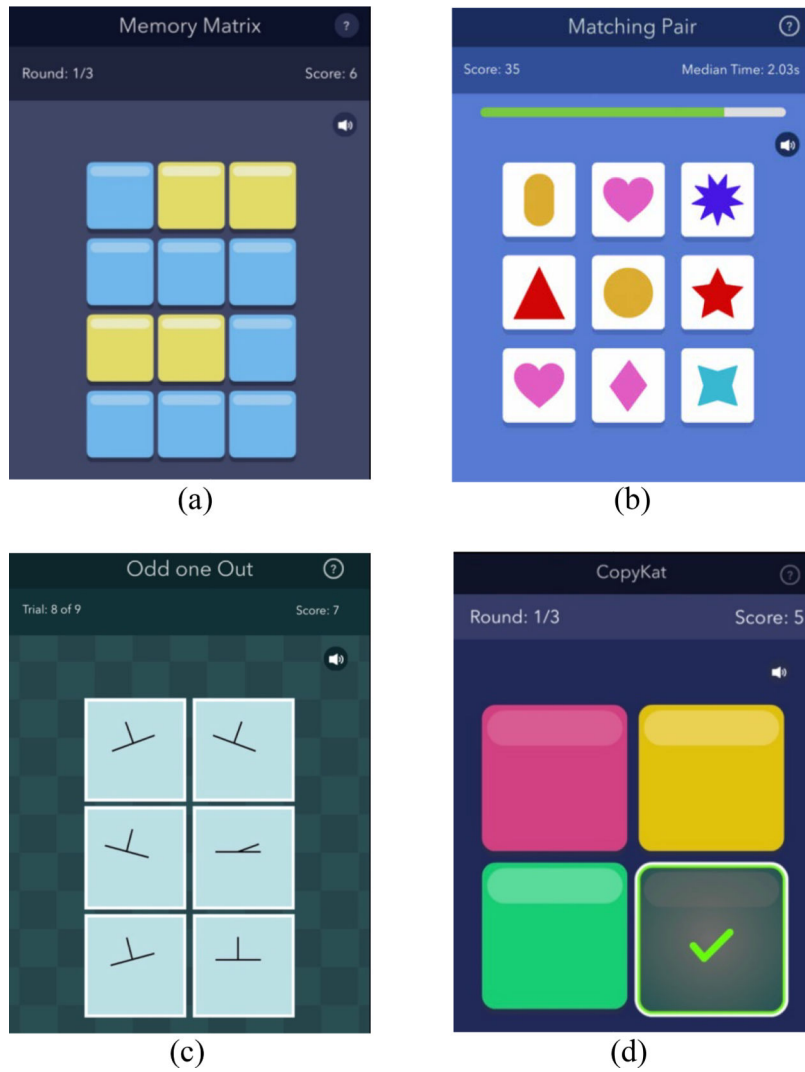 Memory Matrix ?
Round: 1/3 Score: 6
Matching Pair ?
Score: 35 Median Time: 2.03s
(a)
(b)
Odd one Out ?
Trial: 8 of 9 Score: 7
CopyKat ?
Round: 1/3 Score: 5
(c)
(d)